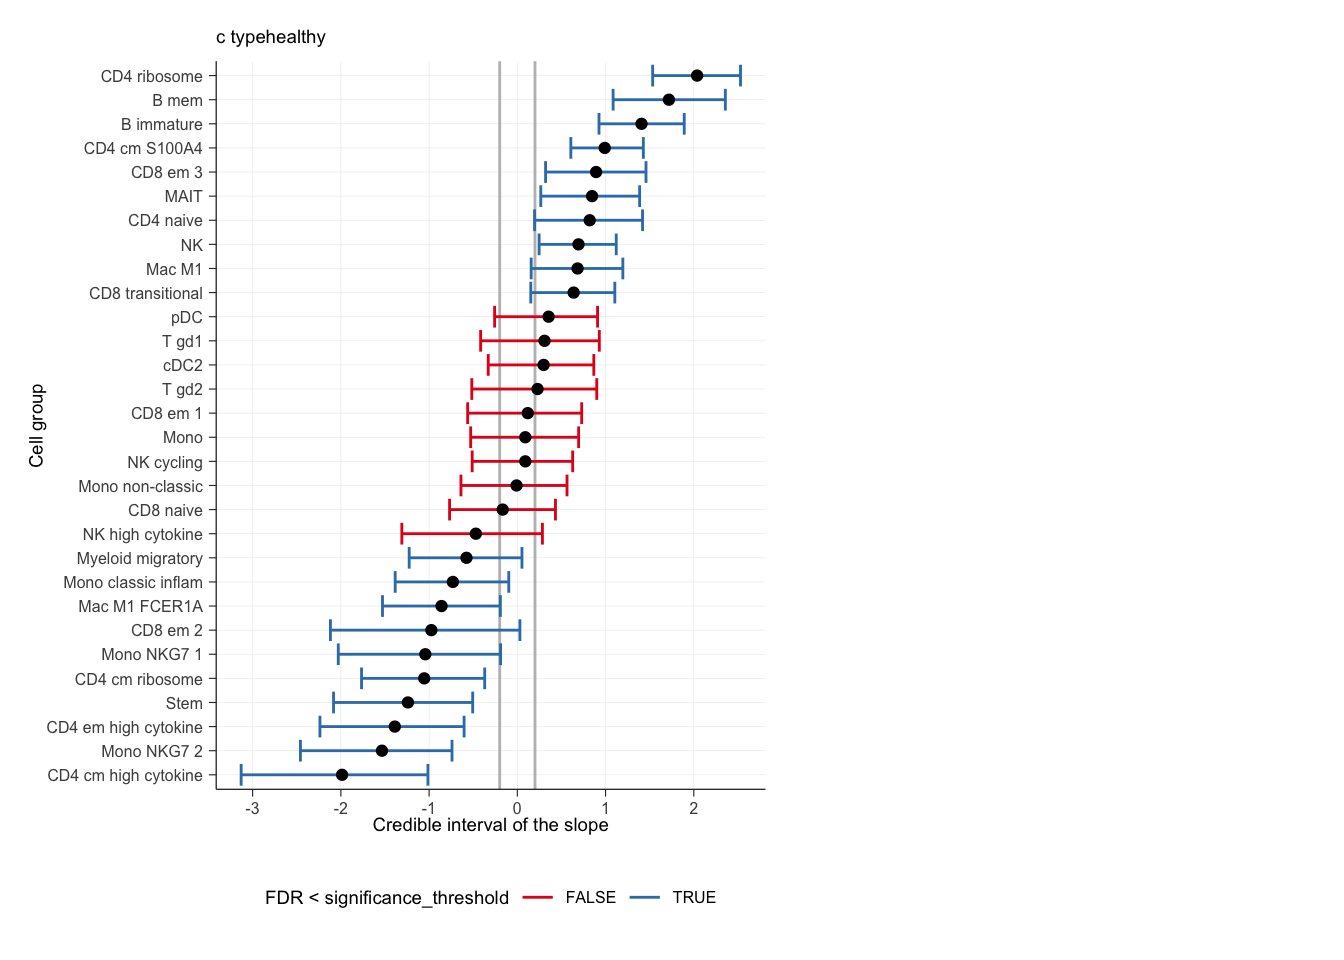 c typehealthy
CD4 ribosome
B mem
B immature
CD4 cm S100A4
CD8 em 3
MAIT
CD4 naive
NK
Mac M1
CD8 transitional
pDC
T gd1
cDC2
T gd2
CD8 em 1
Mono
NK cycling
Mono non-classic
CD8 naive
NK high cytokine
Myeloid migratory
Mono classic inflam
Mac M1 FCER1A
CD8 em 2
Mono NKG7 1
CD4 cm ribosome
Stem
CD4 em high cytokine
Mono NKG7 2
CD4 cm high cytokine
Cell group
-3 -2 -1 0 1 2
Credible interval of the slope
FDR < significance_threshold FALSE TRUE